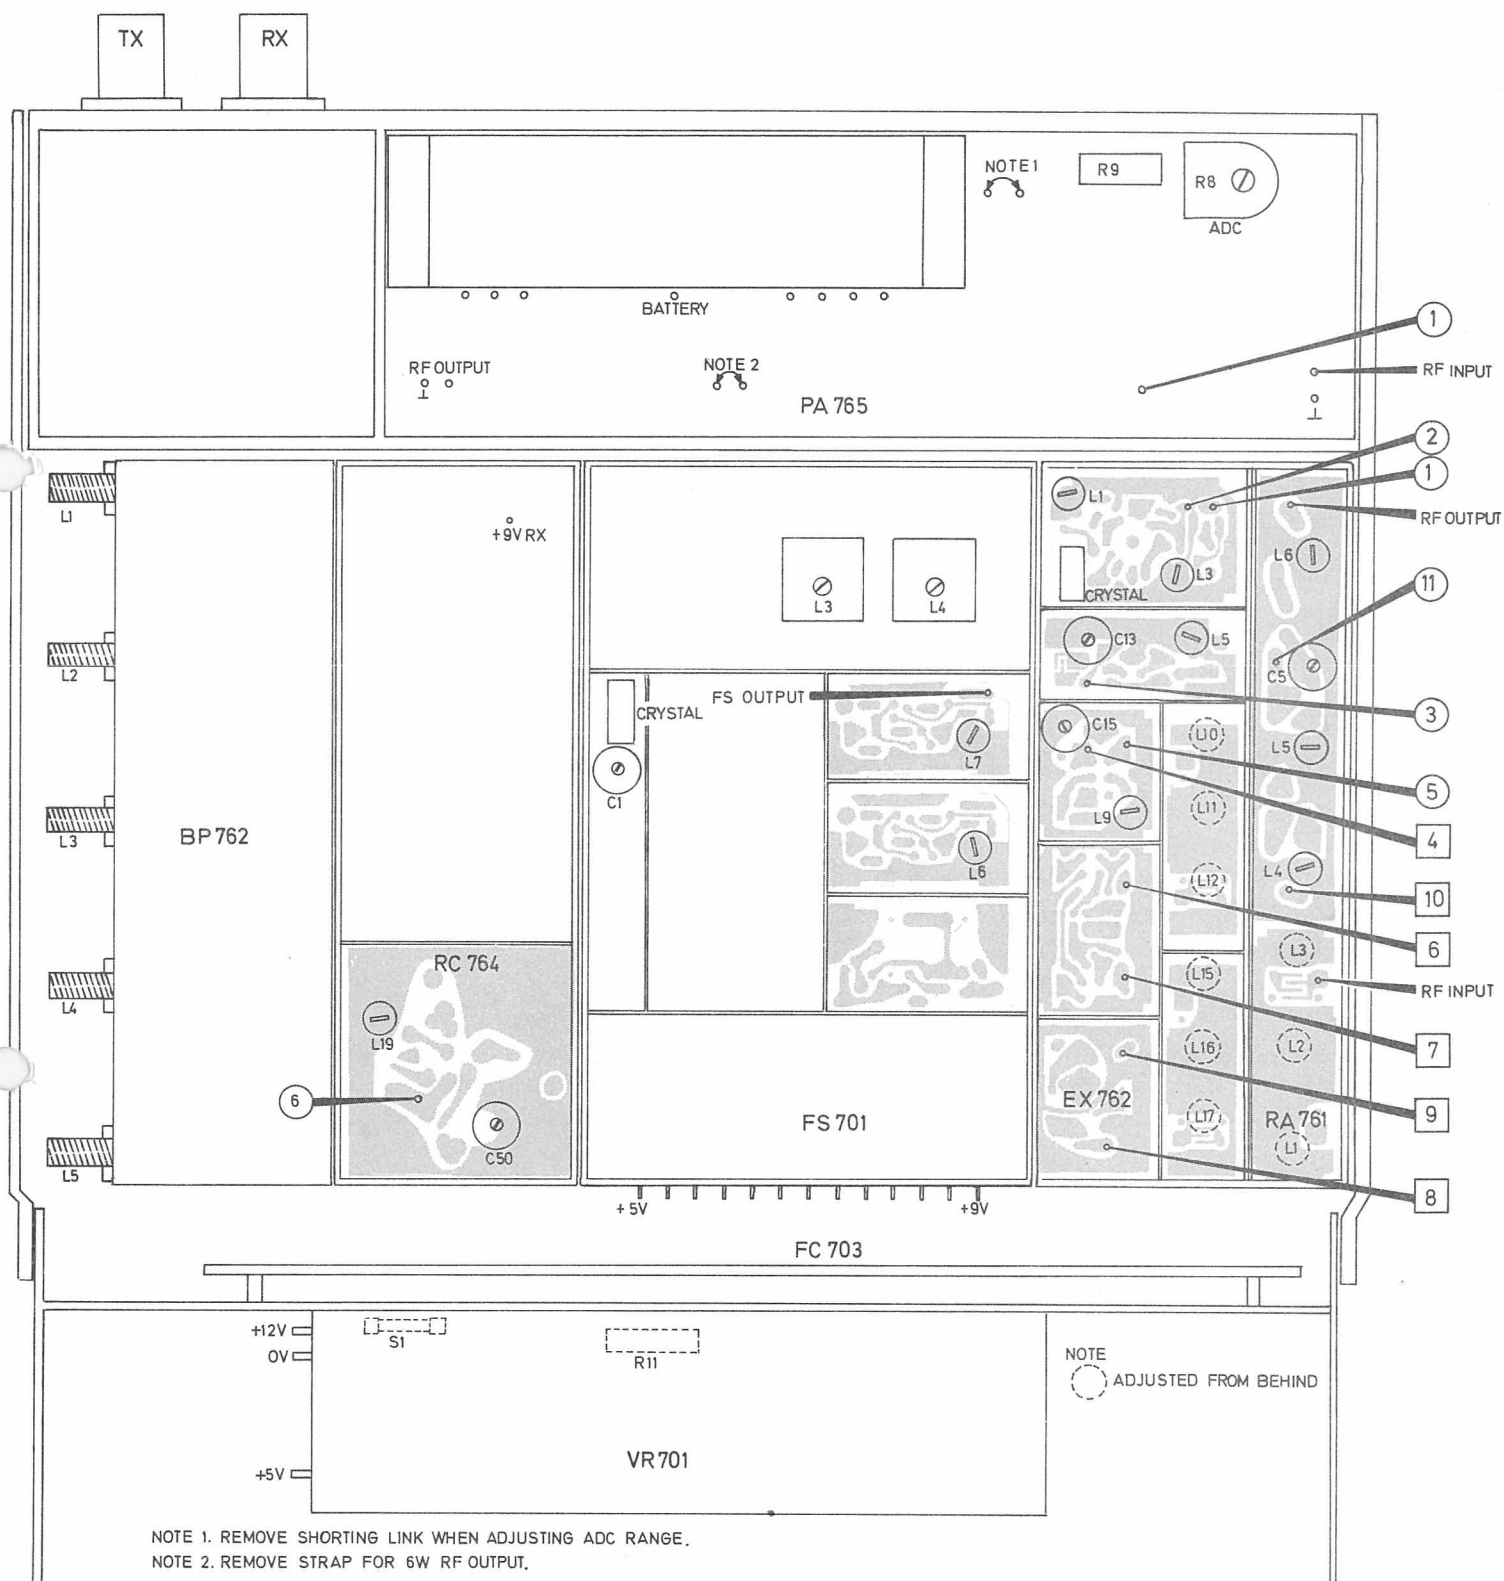 TX
RX
NOTE 1
R9
R8
ADC
BATTERY
RF OUTPUT
NOTE 2
PA 765
1
RF INPUT
2
1
RF OUTPUT
L1
+9V RX
L3
L4
L1
L3
CRYSTAL
L6
11
L2
C13
L5
C5
FS OUTPUT
CRYSTAL
C1
L7
3
C15
L10
L5
5
L3
BP 762
L6
L9
L11
4
L12
L4
10
6
RC 764
L19
L4
L15
L3
RF INPUT
L16
L2
7
6
C50
FS 701
EX 762
L17
RA 761
L1
9
L5
8
+5V
+9V
FC 703
+12V
0V
S1
R11
NOTE
ADJUSTED FROM BEHIND
+5V
VR 701
NOTE 1. REMOVE SHORTING LINK WHEN ADJUSTING ADC RANGE.
NOTE 2. REMOVE STRAP FOR 6W RF OUTPUT.